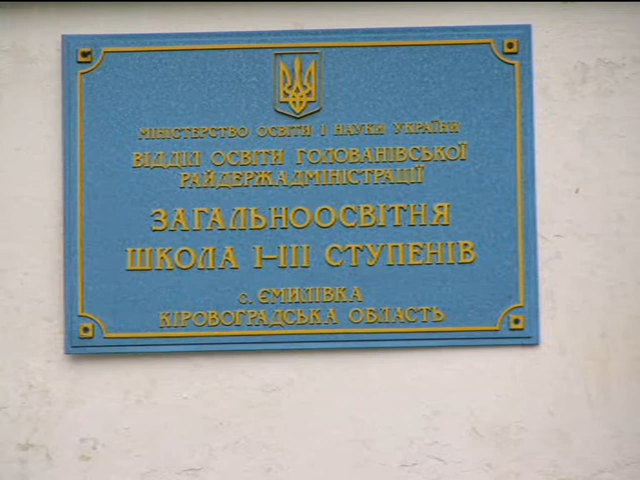 МІНІСТЕРСТВО ОСВІТИ І НАУКИ УКРАЇНИ
ВІДДІЛ ОСВІТИ ГОЛОВАНІВСЬКОЇ
РАЙДЕРЖАДМІНІСТРАЦІЇ
ЗАГАЛЬНООСВІТНЯ
ШКОЛА І-ІІІ СТУПЕНІВ
с. ЄМИЛІВКА
КІРОВОГРАДСЬКА ОБЛАСТЬ